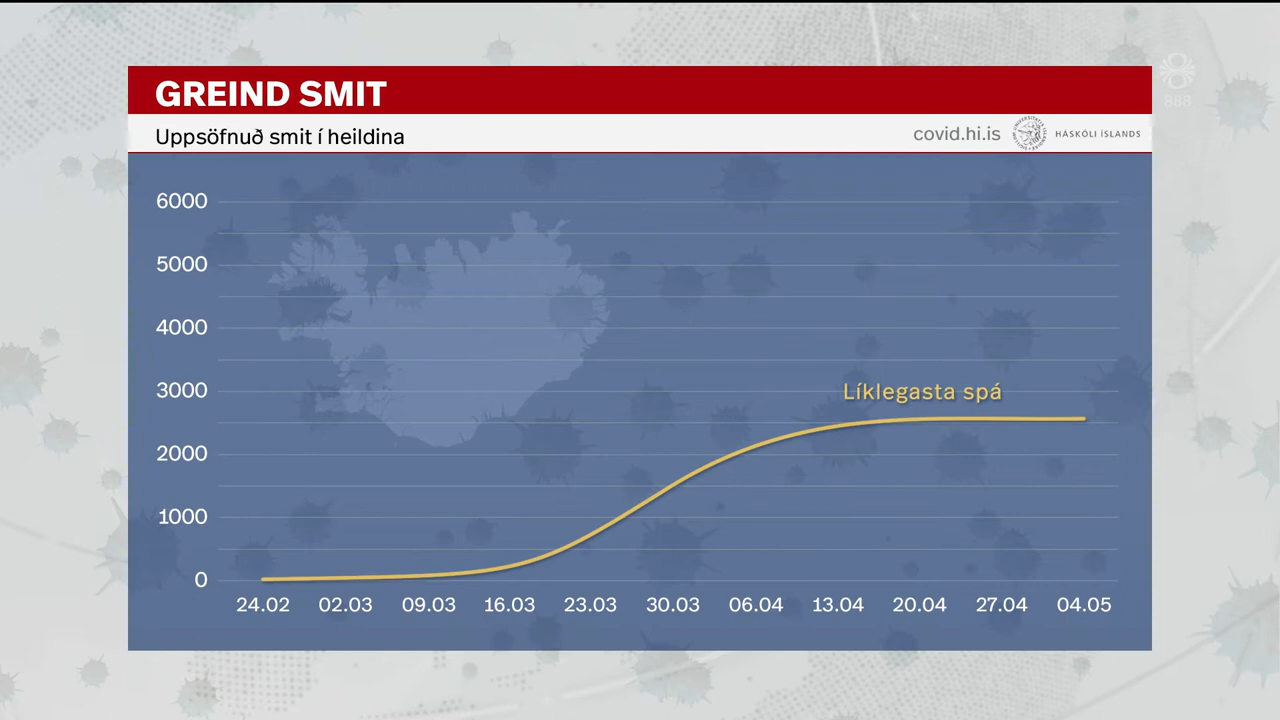 GREIND SMIT
888
Uppsöfnuð smit í heildina
covid.hi.is
HÁSKÓLI ÍSLANDS
6000
5000
4000
3000
Líklegasta spá
2000
1000
0
24.02 02.03 09.03 16.03 23.03 30.03 06.04 13.04 20.04 27.04 04.05